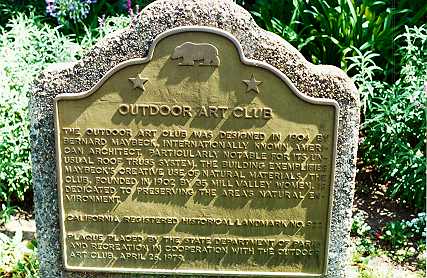 OUTDOOR ART CLUB
THE OUTDOOR ART CLUB WAS DESIGNED IN 1904 BY
BERNARD MAYBECK, INTERNATIONALLY KNOWN AMER-
ICAN ARCHITECT. PARTICULARLY NOTABLE FOR ITS UN-
USUAL ROOF TRUSS SYSTEM, THE BUILDING EXEMPLIFIES
MAYBECK'S CREATIVE USE OF NATURAL MATERIALS. THE
CLUB, FOUNDED IN 1902 BY 35 MILL VALLEY WOMEN, IS
DEDICATED TO PRESERVING THE AREA'S NATURAL EN-
VIRONMENT.
CALIFORNIA REGISTERED HISTORICAL LANDMARK NO.
PLAQUE PLACED BY THE STATE DEPARTMENT OF PARKS
AND RECREATION IN COOPERATION WITH THE OUTDOOR
ART CLUB, APRIL 25, 1979.